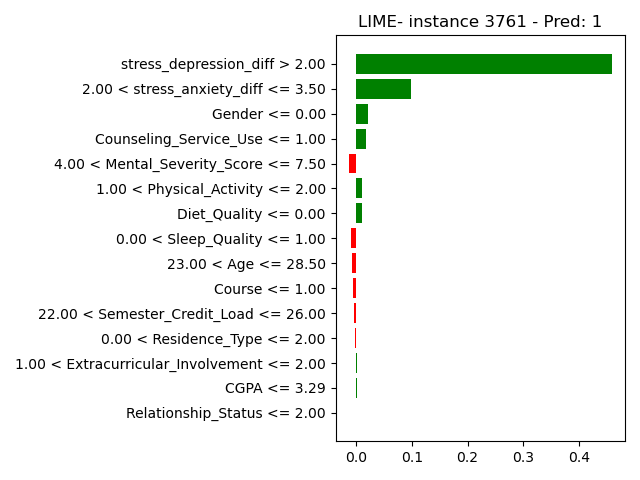 LIME- instance 3761 - Pred: 1
stress_depression_diff > 2.00
2.00 < stress_anxiety_diff <= 3.50
Gender <= 0.00
Counseling_Service_Use <= 1.00
4.00 < Mental_Severity_Score <= 7.50
1.00 < Physical_Activity <= 2.00
Diet_Quality <= 0.00
0.00 < Sleep_Quality <= 1.00
23.00 < Age <= 28.50
Course <= 1.00
22.00 < Semester_Credit_Load <= 26.00
0.00 < Residence_Type <= 2.00
1.00 < Extracurricular_Involvement <= 2.00
CGPA <= 3.29
Relationship_Status <= 2.00
0.0 0.1 0.2 0.3 0.4